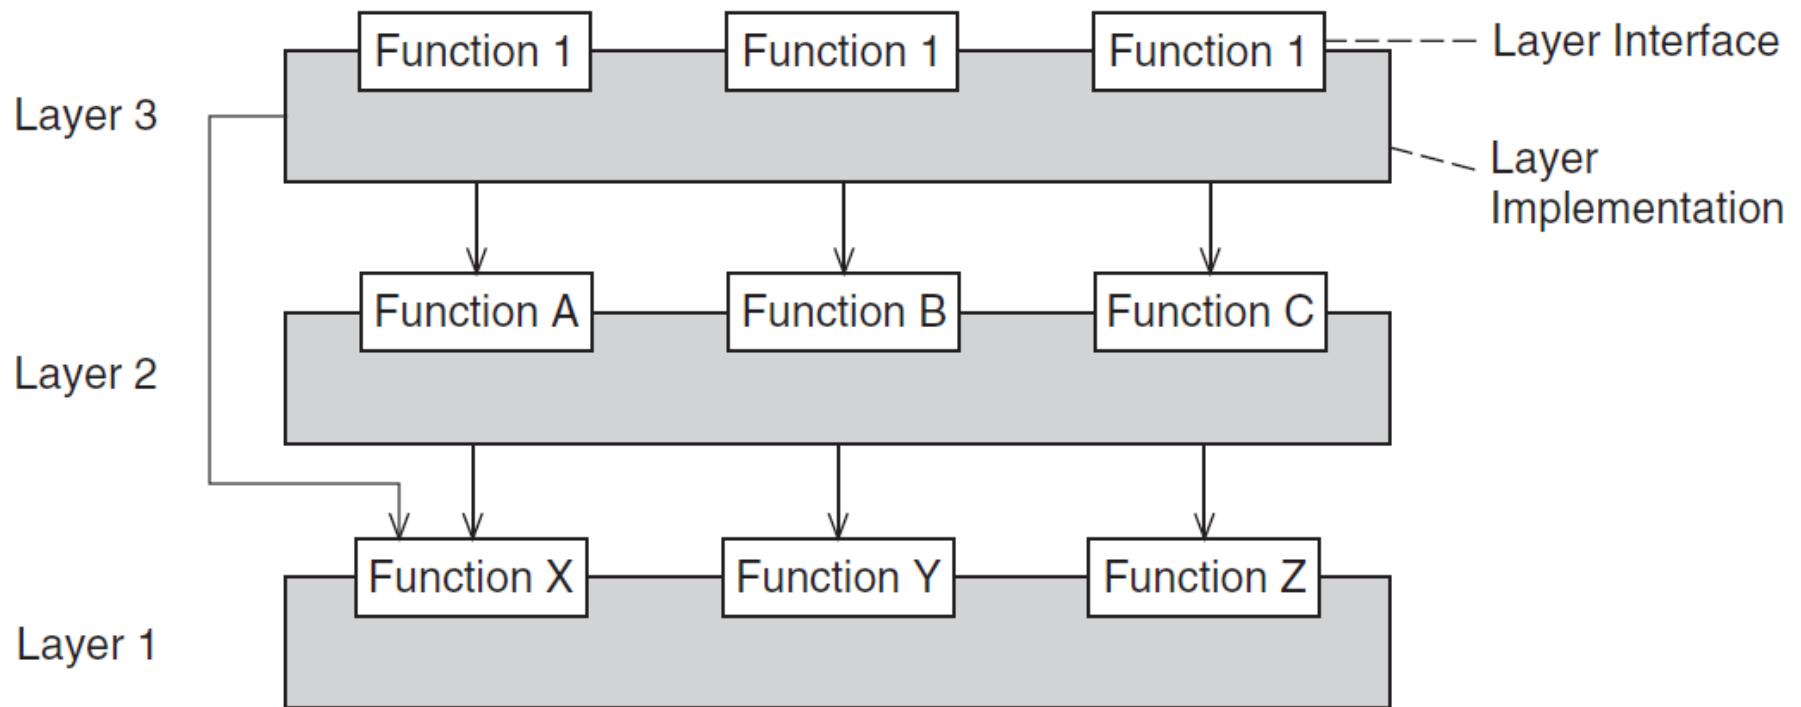 Function 1
Function 1
Function 1
Layer Interface
Layer 3
Layer
Implementation
Function A
Function B
Function C
Layer 2
Function X
Function Y
Function Z
Layer 1